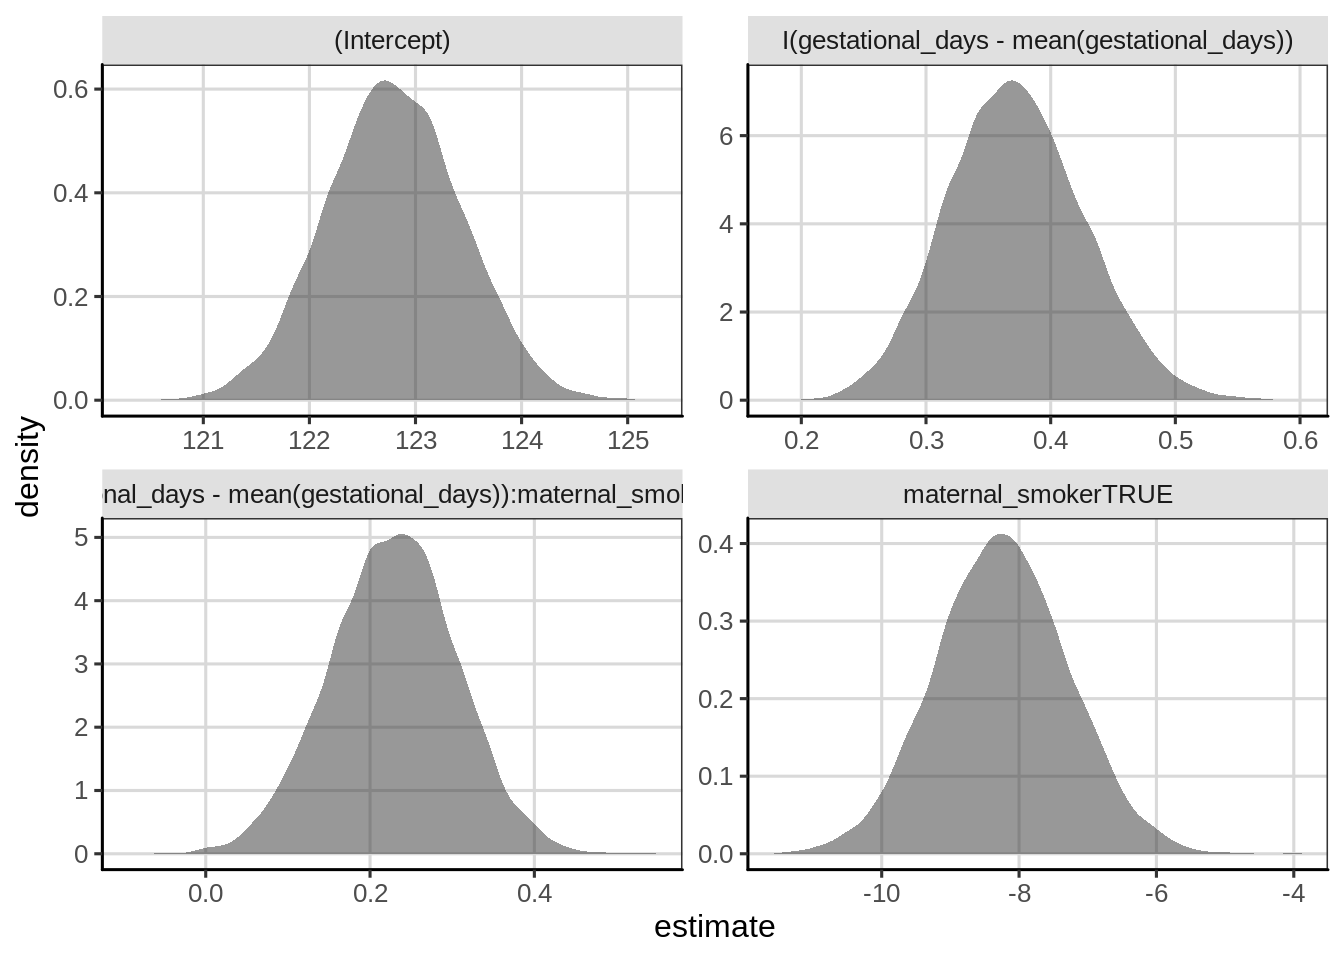 (Intercept)
I(gestational_days - mean(gestational_days))
0.6
0.4
0.2
0.0
121 122 123 124 125
6
4
2
0
0.2 0.3 0.4 0.5 0.6
density
nal_days - mean(gestational_days)):maternal_smo
maternal_smokerTRUE
5
4
3
2
1
0
0.0 0.2 0.4
0.4
0.3
0.2
0.1
0.0
-10 -8 -6 -4
estimate